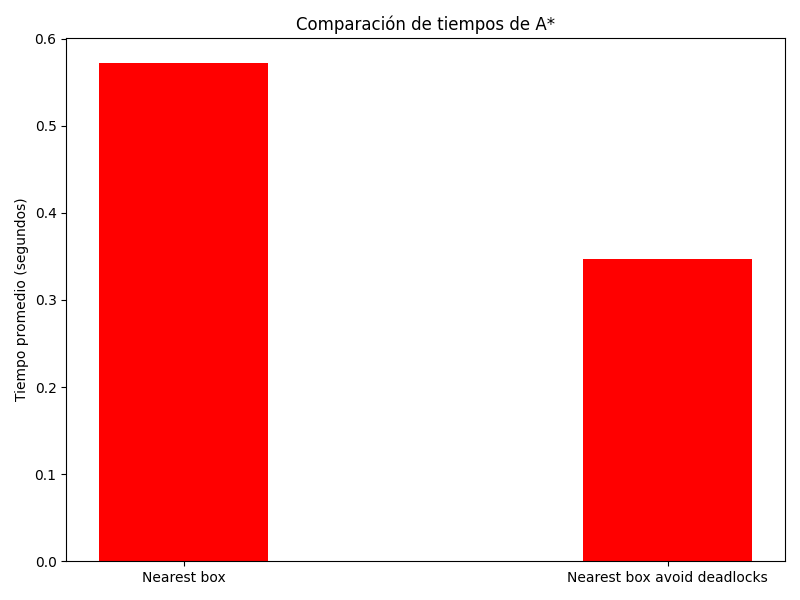 Comparación de tiempos de A*
Tiempo promedio (segundos)
0.6
0.5
0.4
0.3
0.2
0.1
0.0
Nearest box
Nearest box avoid deadlocks